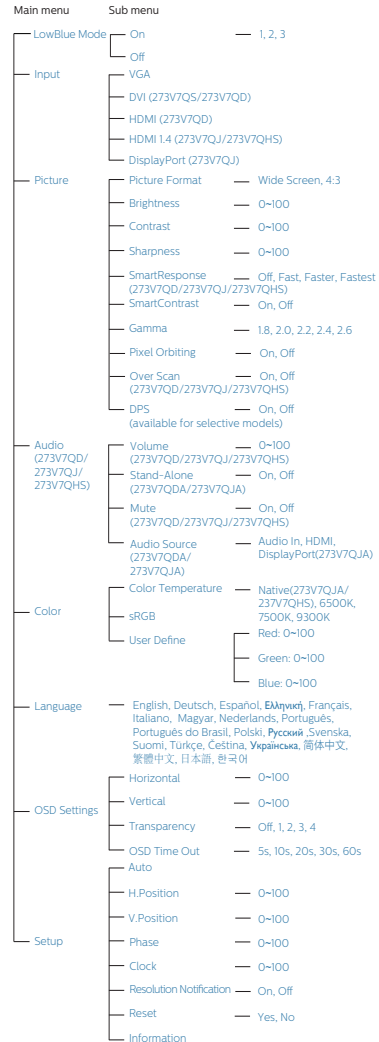 Main menu Sub menu
LowBlue Mode On 1, 2, 3
Off
Input VGA
DVI (273V7QS/273V7QD)
HDMI (273V7QD)
HDMI 1.4 (273V7QJ/273V7QHS)
DisplayPort (273V7QJ)
Picture Picture Format Wide Screen, 4:3
Brightness 0~100
Contrast 0~100
Sharpness 0~100
SmartResponse Off, Fast, Faster, Fastest
(273V7QD/273V7QJ/273V7QHS)
SmartContrast On, Off
Gamma 1.8, 2.0, 2.2, 2.4, 2.6
Pixel Orbiting On, Off
Over Scan On, Off
(273V7QD/273V7QJ/273V7QHS)
DPS On, Off
(available for selective models)
Audio Volume 0~100
(273V7QD/ (273V7QD/273V7QJ/273V7QHS)
273V7QJ/ Stand-Alone On, Off
273V7QHS) (273V7QDA/273V7QJA)
Mute On, Off
(273V7QD/273V7QJ/273V7QHS)
Audio Source Audio In, HDMI,
(273V7QDA/ DisplayPort(273V7QJA)
273V7QJA)
Color Color Temperature Native(273V7QJA/
237V7QHS), 6500K,
sRGB 7500K, 9300K
User Define Red: 0~100
Green: 0~100
Blue: 0~100
Language English, Deutsch, Español, Ελληνική, Français,
Italiano, Magyar, Nederlands, Português,
Português do Brasil, Polski, Русский ,Svenska,
Suomi, Türkçe, Čeština, Українська, 简体中文,
繁體中文, 日本語, 한국어
OSD Settings Horizontal 0~100
Vertical 0~100
Transparency Off, 1, 2, 3, 4
OSD Time Out 5s, 10s, 20s, 30s, 60s
Setup Auto
H.Position 0~100
V.Position 0~100
Phase 0~100
Clock 0~100
Resolution Notification On, Off
Reset Yes, No
Information